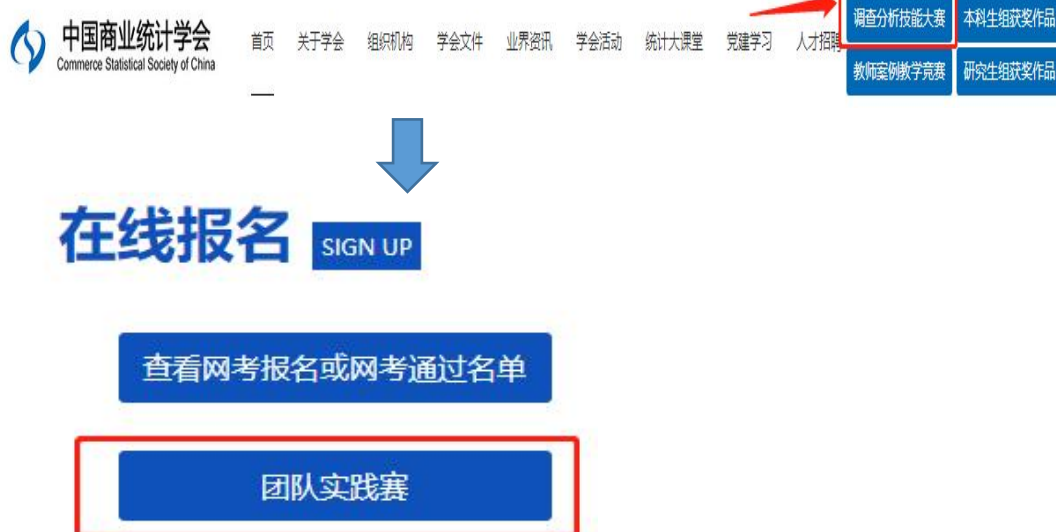 中国商业统计学会
Commerce Statistical Society of China
首页 关于学会 组织机构 学会文件 业界资讯 学会活动 统计大课堂 党建学习 人才招聘
调查分析技能大赛 本科生组获奖作品
教师案例教学竞赛 研究生组获奖作品
在线报名 SIGN UP
查看网考报名或网考通过名单
团队实践赛